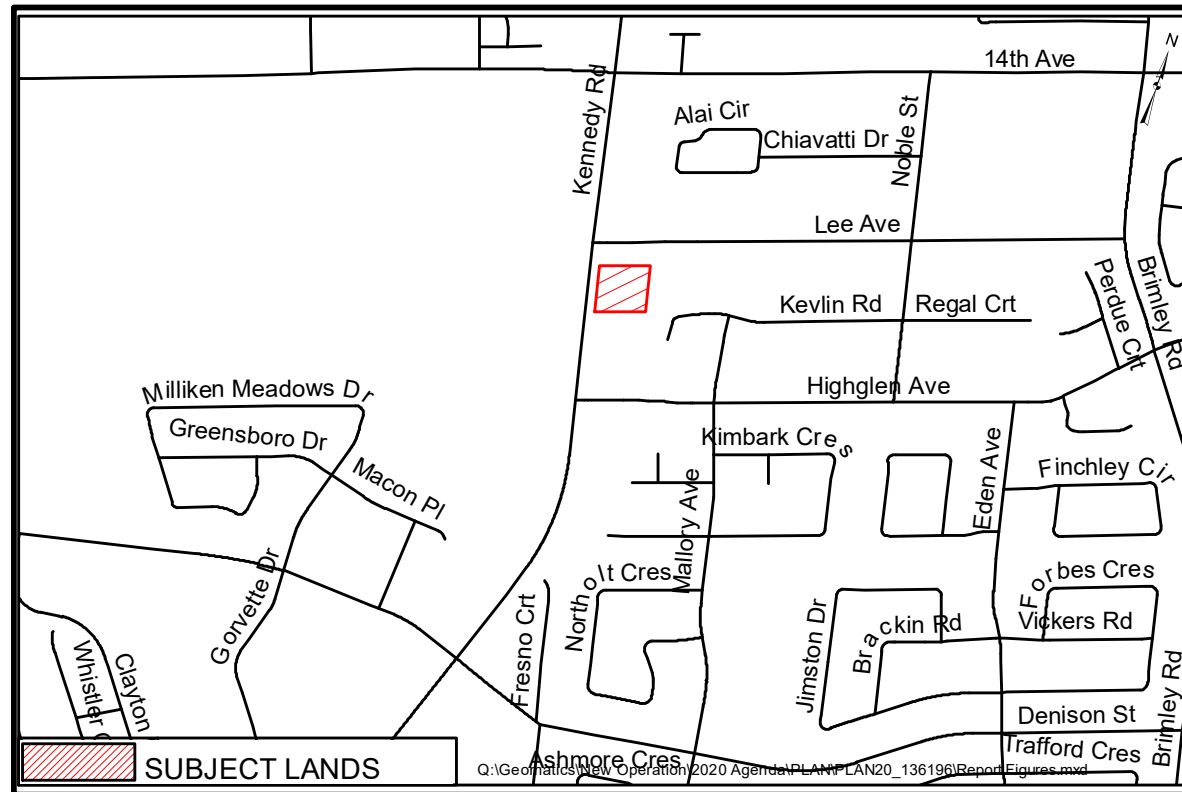 N
14th Ave
Kennedy Rd
Alai Cir
Chiavatti Dr
Noble St
Lee Ave
Brimley Rd
Perdue Crt
Kevlin Rd
Regal Crt
Highglen Ave
Milliken Meadows Dr
Greensboro Dr
Macon Pl
Kimbark Cres
Mallory Ave
Eden Ave
Finchley Cir
Gorvette Dr
Fresno Crt
Northolt Cres
Forbes Cres
Jimston Dr
Brackin Rd
Vickers Rd
Whistler
Clayton
Denison St
Brimley Rd
Trafford Cres
Ashmore Cres
SUBJECT LANDS
Q:\Geomatics\New Operation\2020 Agenda\PLAN\PLAN20_136196\Report Figures.mxd